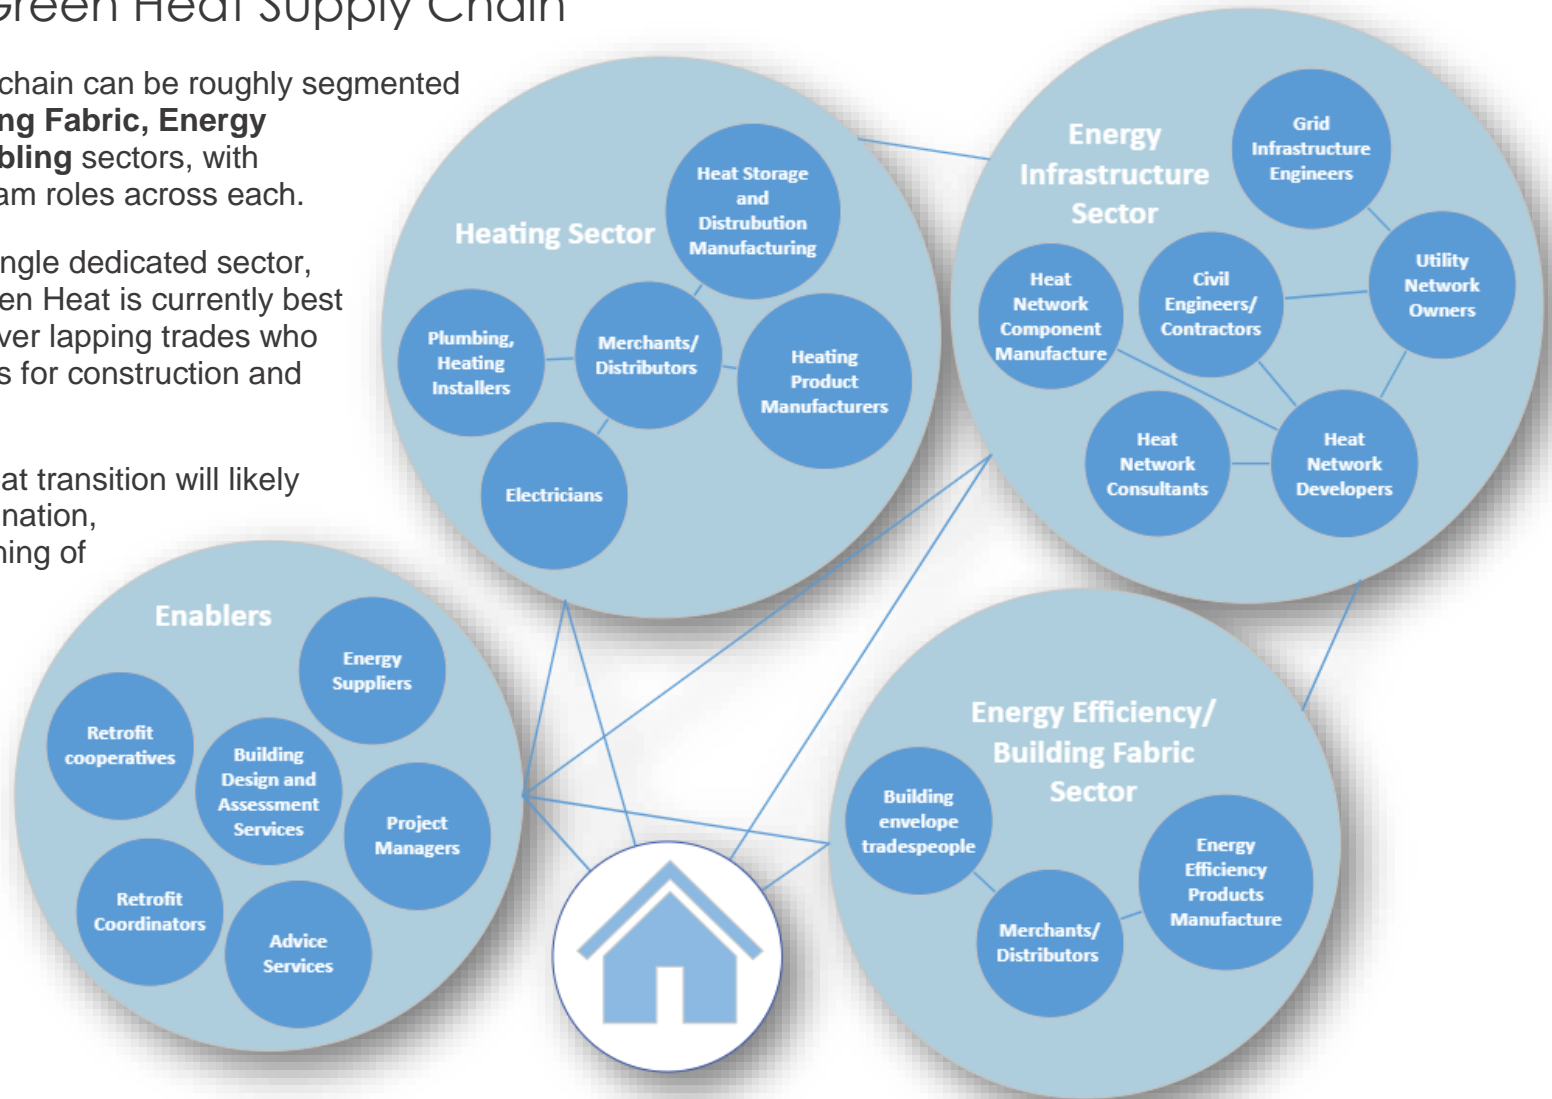 Green Heat Supply Chain
chain can be roughly segmented
ng Fabric, Energy
bling sectors, with
am roles across each.
ngle dedicated sector,
en Heat is currently best
ver lapping trades who
s for construction and
at transition will likely
nation,
ning of
Heating Sector
Heat Storage
and
Distrubution
Manufacturing
Plumbing,
Heating
Installers
Merchants/
Distributors
Heating
Product
Manufacturers
Electricians
Energy
Infrastructure
Sector
Grid
Infrastructure
Engineers
Heat
Network
Component
Manufacture
Civil
Engineers/
Contractors
Utility
Network
Owners
Heat
Network
Consultants
Heat
Network
Developers
Enablers
Energy
Suppliers
Retrofit
cooperatives
Building
Design and
Assessment
Services
Project
Managers
Retrofit
Coordinators
Advice
Services
Energy Efficiency/
Building Fabric
Sector
Building
envelope
tradespeople
Merchants/
Distributors
Energy
Efficiency
Products
Manufacture